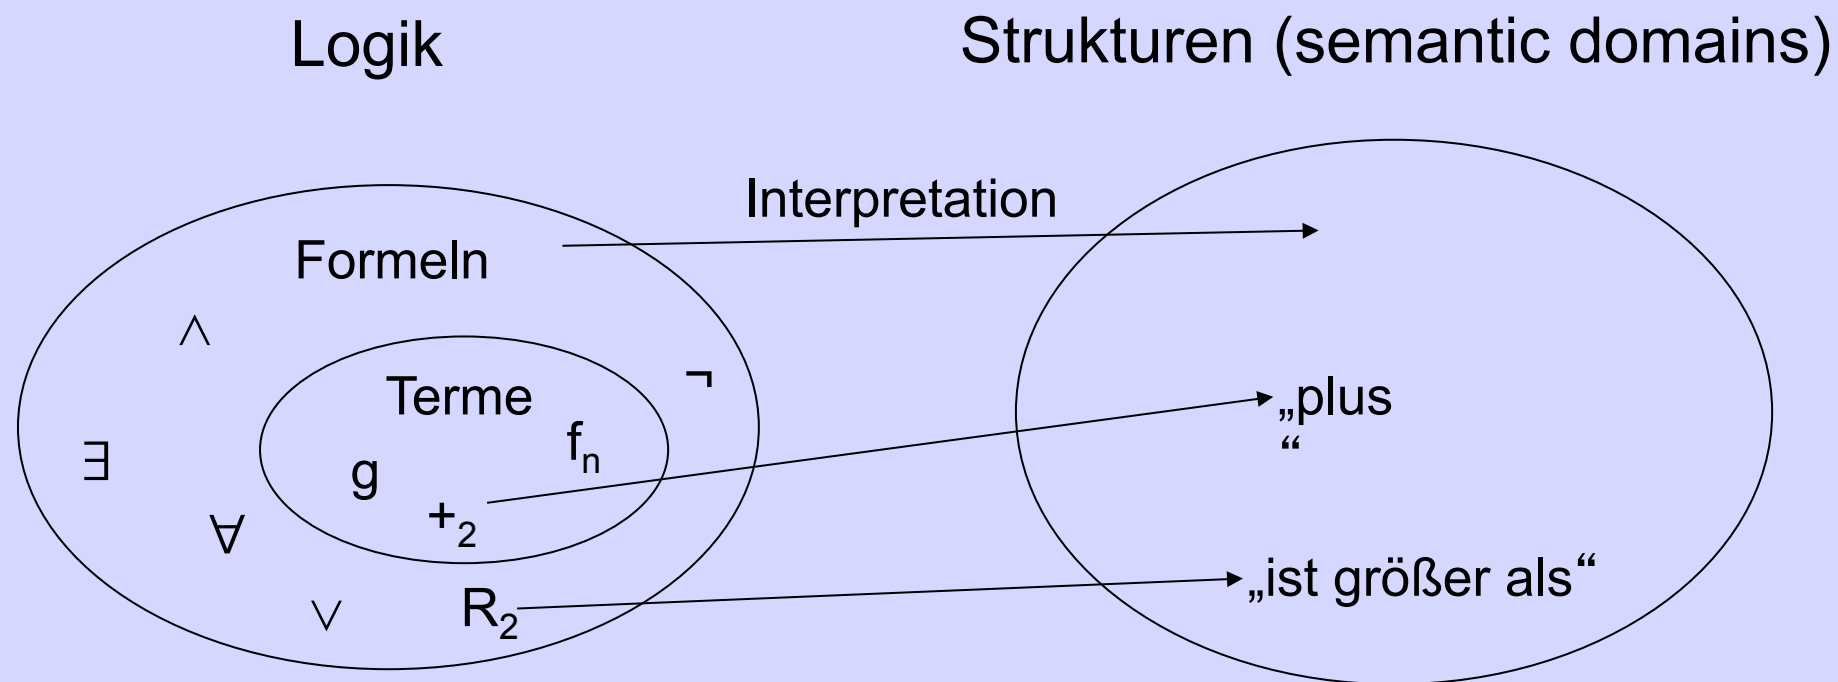 Logik
Strukturen (semantic domains)
Interpretation
Formeln
∧
Terme
¬
fn
g
∃
+2
∀
∨
R2
„plus
“
„ist größer als“